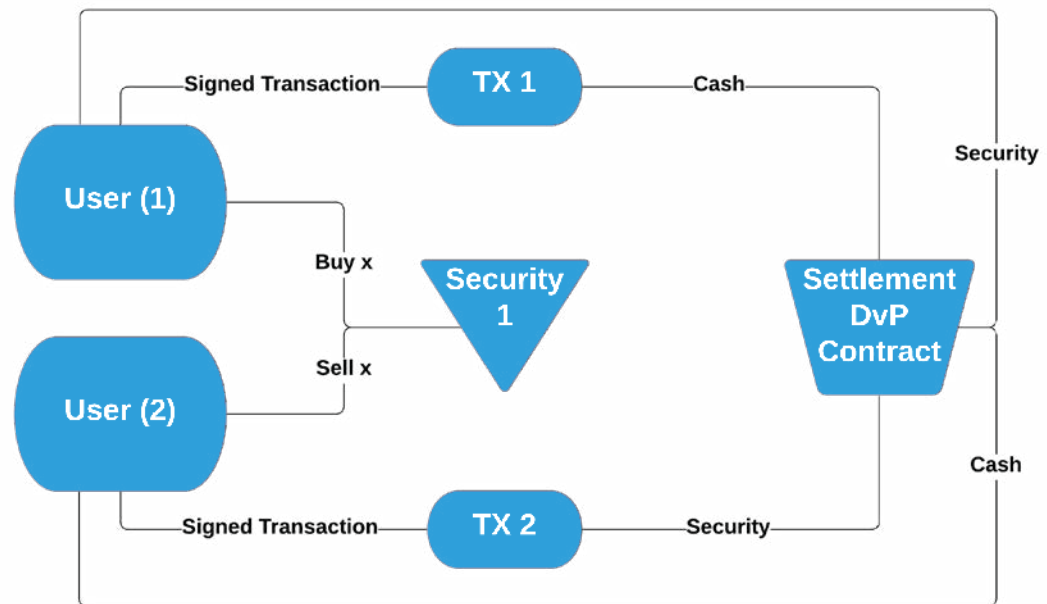 Signed Transaction
TX 1
Cash
Security
User (1)
Buy x
Security
1
Settlement
DvP
Contract
Sell x
User (2)
Cash
Signed Transaction
TX 2
Security